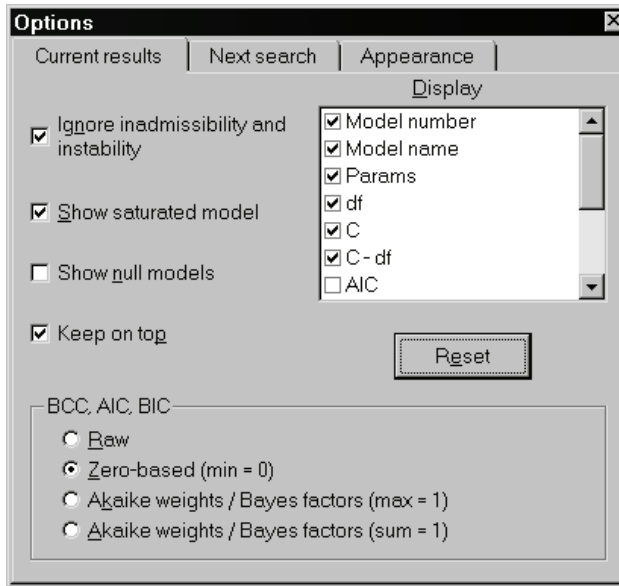 Options
Current results
Next search
Appearance
Ignore inadmissibility and
instability
Show saturated model
Show null models
Keep on top
Display
Model number
Model name
Params
df
C
C - df
AIC
Reset
BCC, AIC, BIC
Raw
Zero-based (min = 0)
Akaike weights / Bayes factors (max = 1)
Akaike weights / Bayes factors (sum = 1)